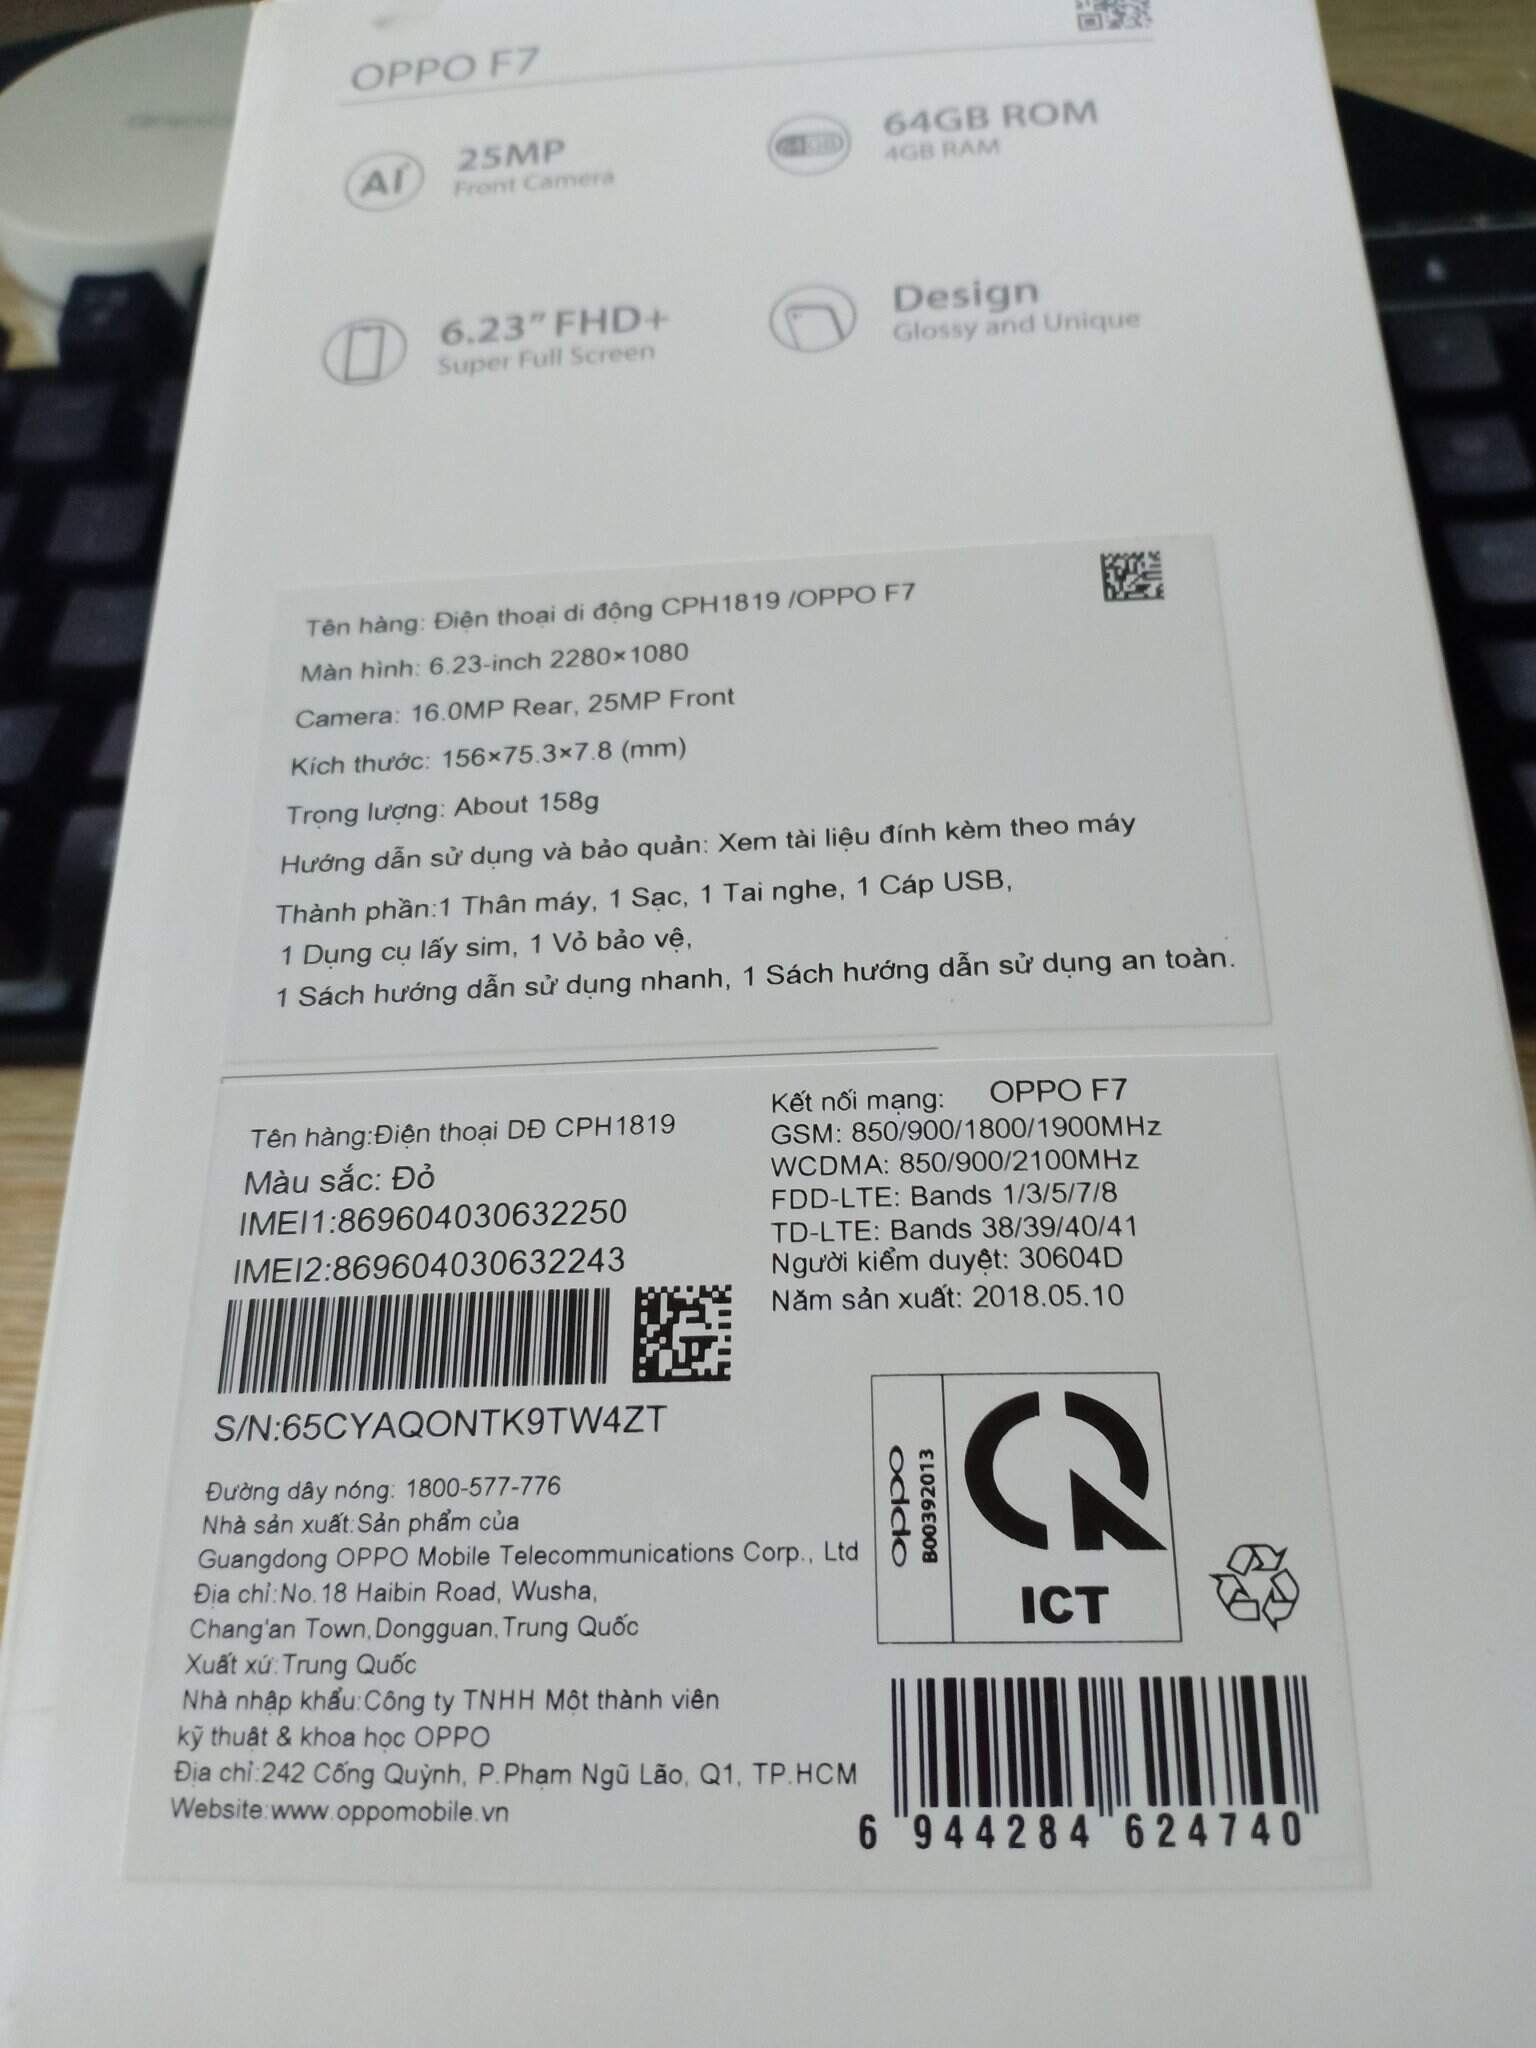 OPPO F7
AI
25MP
Front Camera
64GB
64GB ROM
4GB RAM
6.23” FHD+
Super Full Screen
Design
Glossy and Unique
Tên hàng: Điện thoại di động CPH1819 /OPPO F7
Màn hình: 6.23-inch 2280×1080
Camera: 16.0MP Rear, 25MP Front
Kích thước: 156×75.3×7.8 (mm)
Trọng lượng: About 158g
Hướng dẫn sử dụng và bảo quản: Xem tài liệu đính kèm theo máy
Thành phần:1 Thân máy, 1 Sạc, 1 Tai nghe, 1 Cáp USB,
1 Dụng cụ lấy sim, 1 Vỏ bảo vệ,
1 Sách hướng dẫn sử dụng nhanh, 1 Sách hướng dẫn sử dụng an toàn.
Tên hàng:Điện thoại DĐ CPH1819
Màu sắc: Đỏ
IMEI1:869604030632250
IMEI2:869604030632243
S/N:65CYAQONTK9TW4ZT
Kết nối mạng: OPPO F7
GSM: 850/900/1800/1900MHz
WCDMA: 850/900/2100MHz
FDD-LTE: Bands 1/3/5/7/8
TD-LTE: Bands 38/39/40/41
Người kiểm duyệt: 30604D
Năm sản xuất: 2018.05.10
Đường dây nóng: 1800-577-776
Nhà sản xuất:Sản phẩm của
Guangdong OPPO Mobile Telecommunications Corp., Ltd
Địa chỉ:No.18 Haibin Road, Wusha,
Chang'an Town,Dongguan,Trung Quốc
Xuất xứ:Trung Quốc
Nhà nhập khẩu:Công ty TNHH Một thành viên
kỹ thuật & khoa học OPPO
Địa chỉ:242 Cống Quỳnh, P.Phạm Ngũ Lão, Q1, TP.HCM
Website:www.oppomobile.vn
oppo
B00392013
ICT
6 944284 624740